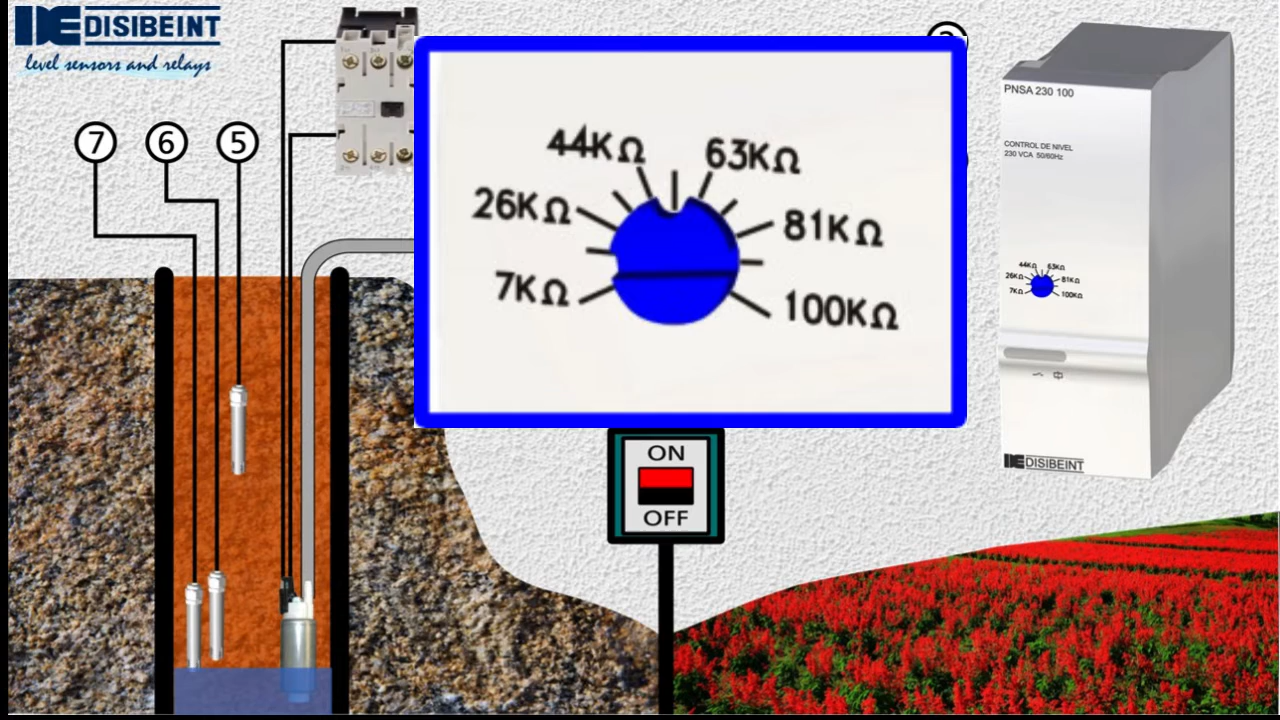 DISIBEINT
level sensors and relays
7
6
5
44KΩ
63KΩ
26KΩ
81KΩ
7KΩ
100KΩ
ON
OFF
PNSA 230 100
CONTROL DE NIVEL
230 VCA 50/60Hz
44KΩ
63KΩ
26KΩ
81KΩ
7KΩ
100KΩ
DISIBEINT